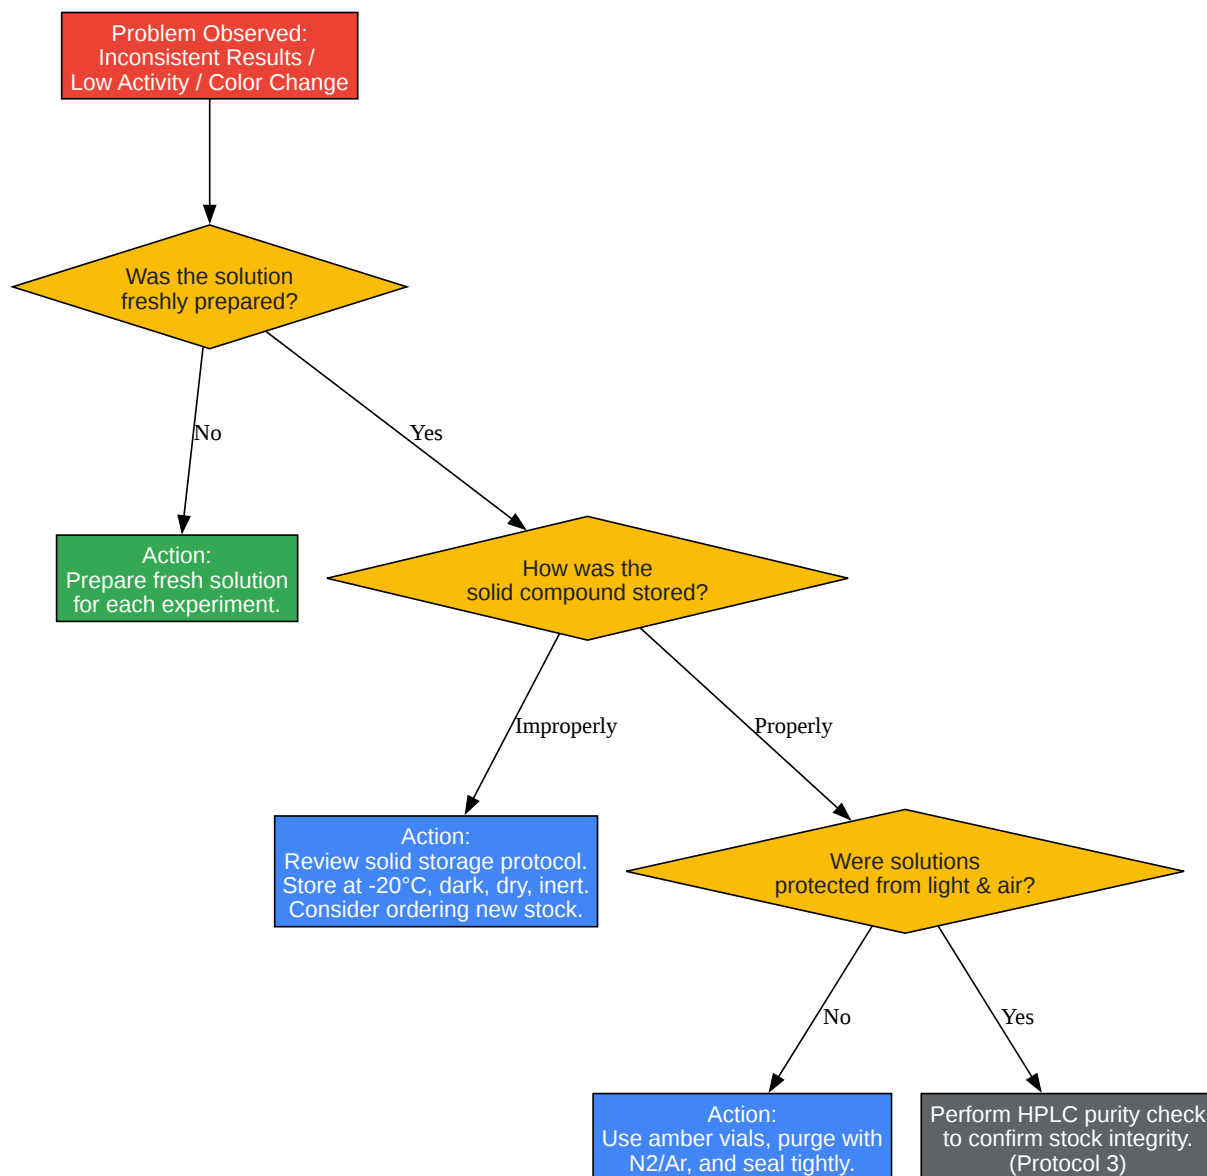 Problem Observed:
Inconsistent Results /
Low Activity / Color Change
Was the solution
freshly prepared?
No
Yes
Action:
Prepare fresh solution
for each experiment.
How was the
solid compound stored?
Improperly
Properly
Action:
Review solid storage protocol.
Store at -20°C, dark, dry, inert.
Consider ordering new stock.
Were solutions
protected from light & air?
No
Yes
Action:
Use amber vials, purge with
N2/Ar, and seal tightly.
Perform HPLC purity check
to confirm stock integrity.
(Protocol 3)